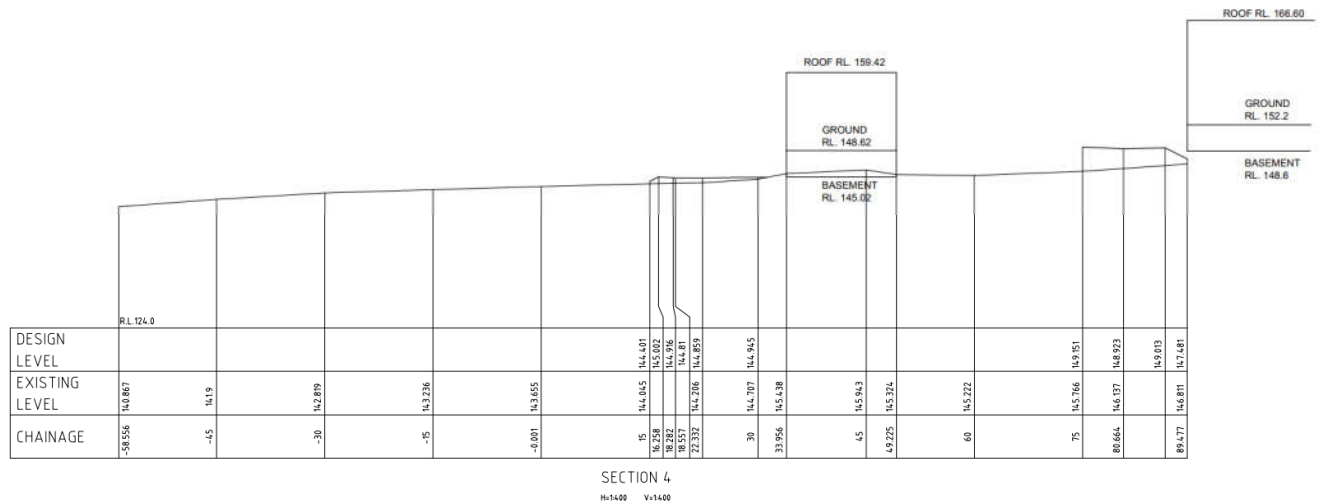 ROOF RL. 166.60
ROOF RL. 159.42
GROUND
RL. 152.2
GROUND
RL. 148.62
BASEMENT
RL. 148.6
BASEMENT
RL. 145.02
R.L.124.0
DESIGN
LEVEL
144.401 145.002 144.916 144.81 144.859 144.945 149.151 148.923 149.013 147.481
EXISTING
LEVEL
140.867 141.9 142.819 143.236 143.655 144.045 144.206 144.707 145.438 145.943 145.324 145.222 145.766 146.137 146.811
CHAINAGE
-58.556 -45 -30 -15 -0.001 15 16.258 18.282 18.557 22.332 30 33.956 45 49.225 60 75 80.664 89.477
SECTION 4
H=1:400 V=1:400